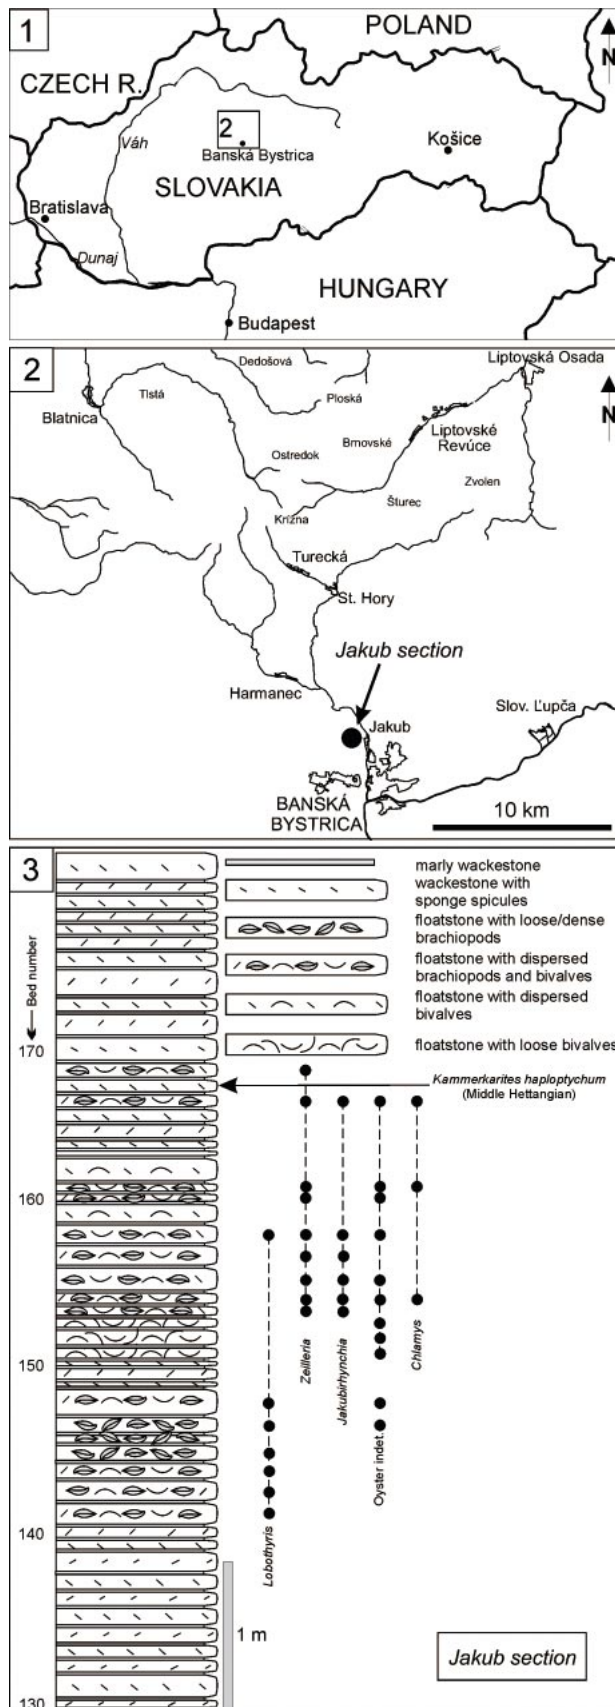 1
POLAND
N
CZECH R.
Váh
2
Banská Bystrica
Košice
SLOVAKIA
Bratislava
Dunaj
HUNGARY
Budapest
2
Dedošová
Liptovská Osada
N
Blatnica
Tlstá
Ploská
Liptovské
Revúce
Brnovské
Ostredok
Zvolen
Šturec
Krížna
Turecká
St. Hory
Jakub section
Harmanec
Slov. Ľupča
Jakub
BANSKÁ
BYSTRICA
10 km
3
marly wackestone
wackestone with
sponge spicules
floatstone with loose/dense
brachiopods
floatstone with dispersed
brachiopods and bivalves
floatstone with dispersed
bivalves
floatstone with loose bivalves
Bed number
170
Kammerkarites haploptychum
(Middle Hettangian)
160
150
140
130
Lobothyris
Zeilleria
Jakubirhynchia
Oyster indet.
Chlamys
1 m
Jakub section